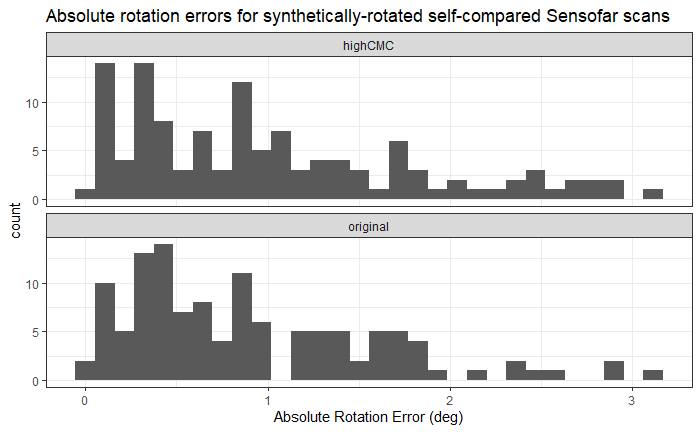 Absolute rotation errors for synthetically-rotated self-compared Sensofar scans
highCMC
10
5
0
original
10
5
0
count
0 1 2 3
Absolute Rotation Error (deg)